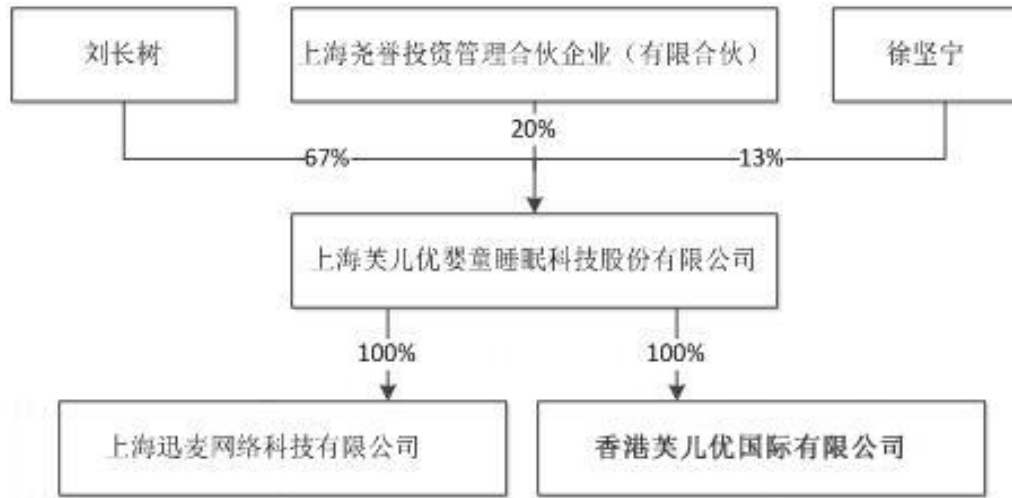 刘长树
上海尧誉投资管理合伙企业（有限合伙）
徐坚宁
20%
67%
13%
上海芙儿优婴童睡眠科技股份有限公司
100%
100%
上海迅麦网络科技有限公司
香港芙儿优国际有限公司